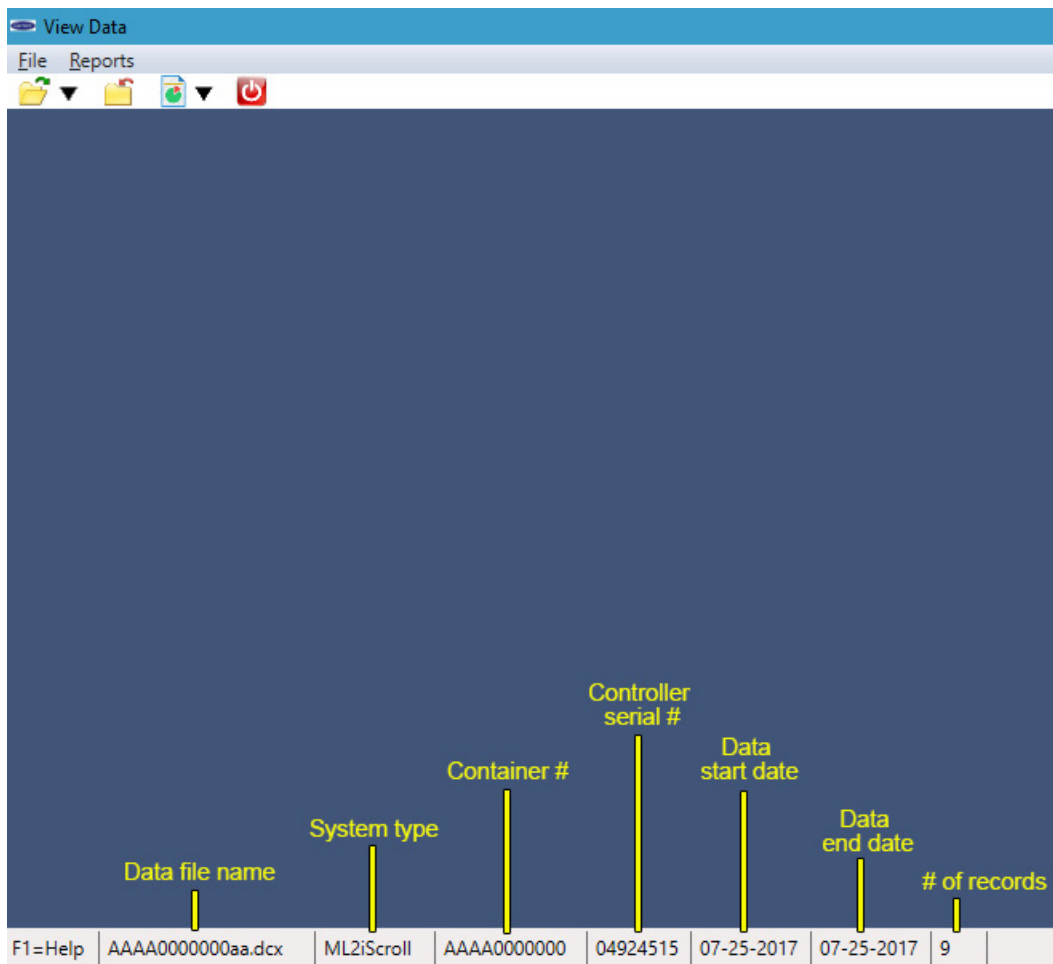 View Data
File Reports
Controller
serial #
Data
start date
Container #
Data
end date
System type
Data file name
# of records
F1=Help AAAA0000000aa.dcx ML2iScroll AAAA0000000 04924515 07-25-2017 07-25-2017 9